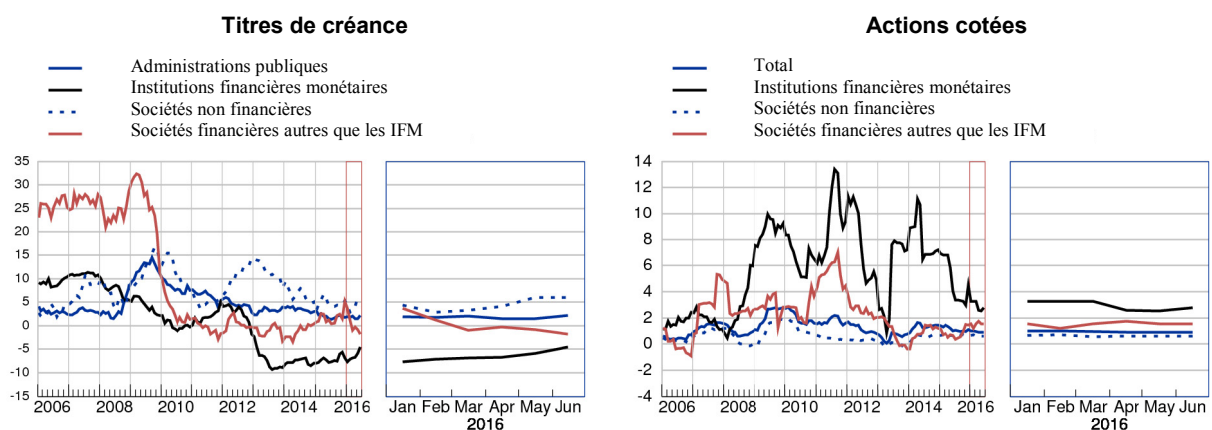 Titres de créance
Administrations publiques
Institutions financières monétaires
Sociétés non financières
Sociétés financières autres que les IFM
35
30
25
20
15
10
5
0
-5
-10
-15
2006 2008 2010 2012 2014 2016
Jan Feb Mar Apr May Jun
2016
Actions cotées
Total
Institutions financières monétaires
Sociétés non financières
Sociétés financières autres que les IFM
14
12
10
8
6
4
2
0
-2
-4
2006 2008 2010 2012 2014 2016
Jan Feb Mar Apr May Jun
2016